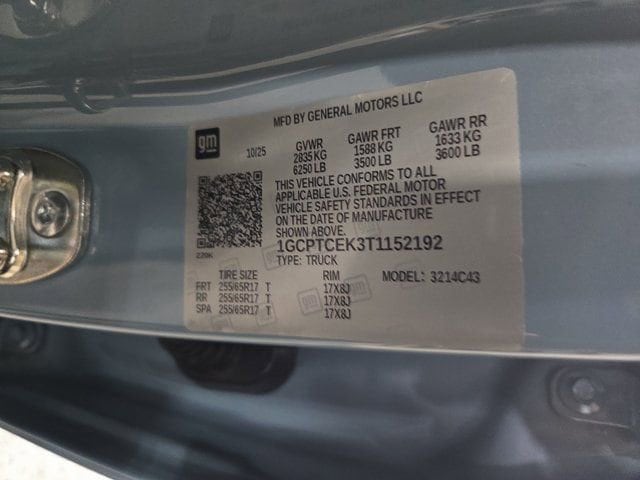 MFD BY GENERAL MOTORS LLC
gm
10/25 GVWR GAWR FRT GAWR RR
2835 KG 1588 KG 1633 KG
6250 LB 3500 LB 3600 LB
THIS VEHICLE CONFORMS TO ALL
APPLICABLE U.S. FEDERAL MOTOR
VEHICLE SAFETY STANDARDS IN EFFECT
ON THE DATE OF MANUFACTURE
SHOWN ABOVE.
1GCPTCEK3T1152192
TYPE: TRUCK
TIRE SIZE RIM MODEL: 3214C43
FRT 255/65R17 T 17X8J
RR 255/65R17 T 17X8J
SPA 255/65R17 T 17X8J